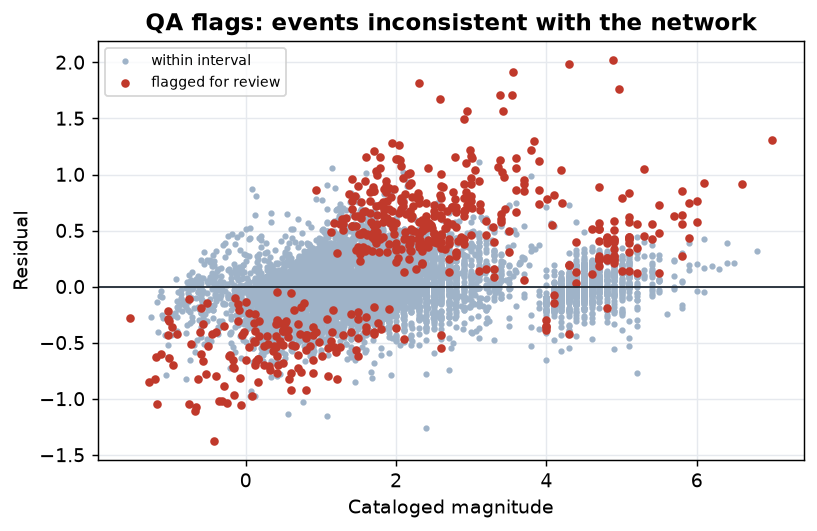 QA flags: events inconsistent with the network
within interval
flagged for review
2.0
1.5
1.0
0.5
0.0
−0.5
−1.0
−1.5
Residual
0
2
4
6
Cataloged magnitude